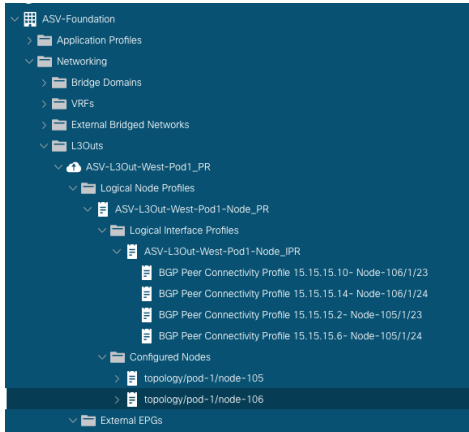 ASV-Foundation
Application Profiles
Networking
Bridge Domains
VRFs
External Bridged Networks
L3Outs
ASV-L3Out-West-Pod1_PR
Logical Node Profiles
ASV-L3Out-West-Pod1-Node_PR
Logical Interface Profiles
ASV-L3Out-West-Pod1-Node_IPR
BGP Peer Connectivity Profile 15.15.15.10- Node-106/1/23
BGP Peer Connectivity Profile 15.15.15.14- Node-106/1/24
BGP Peer Connectivity Profile 15.15.15.2- Node-105/1/23
BGP Peer Connectivity Profile 15.15.15.6- Node-105/1/24
Configured Nodes
topology/pod-1/node-105
topology/pod-1/node-106
External EPGs